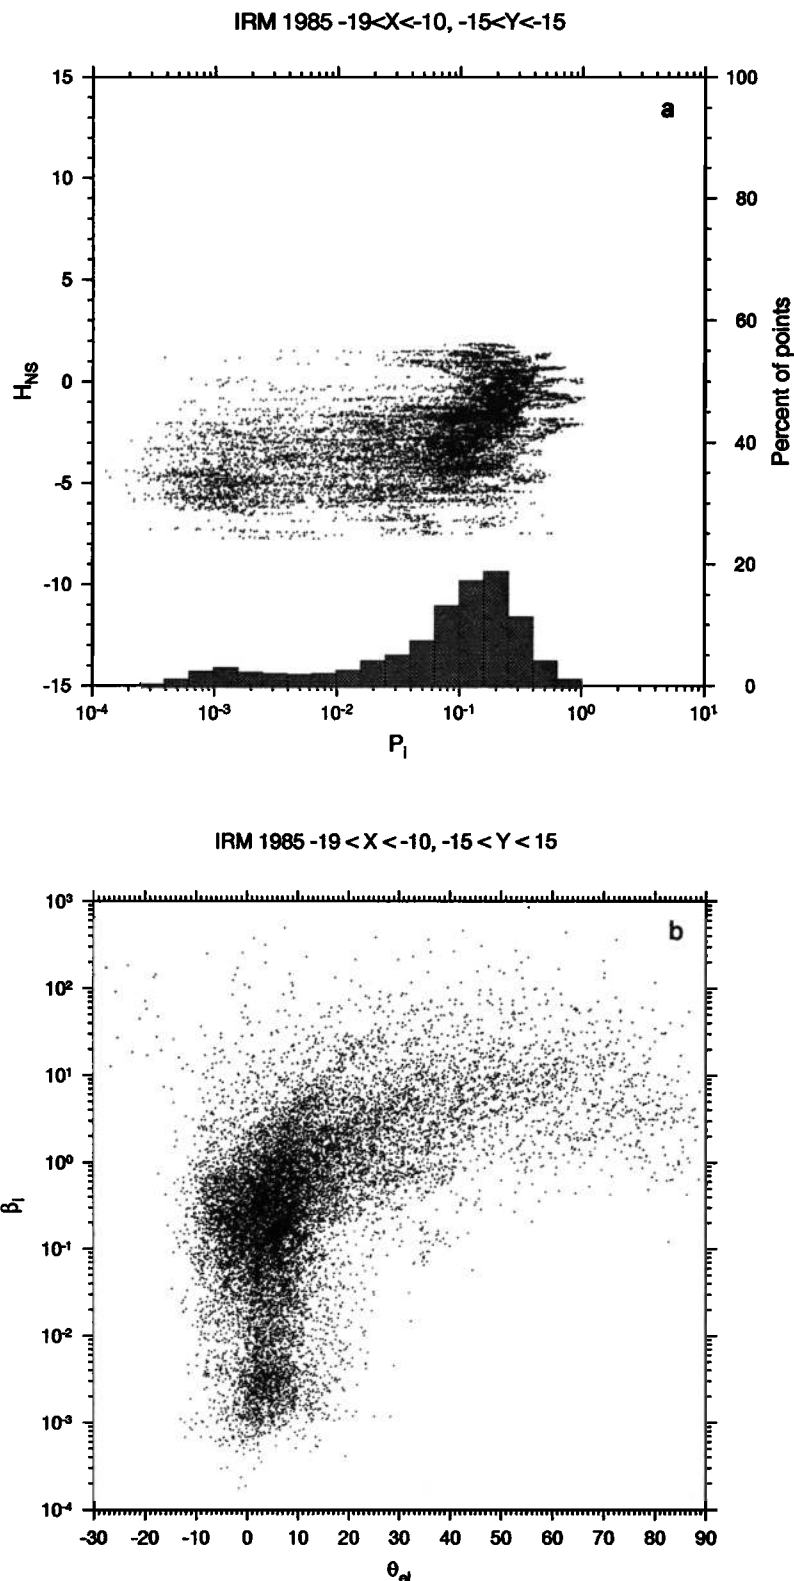 IRM 1985 -19<X<-10, -15<Y<-15
a
15
10
5
0
-5
-10
-15
H_NS
100
80
60
40
20
0
Percent of points
10^-4 10^-3 10^-2 10^-1 10^0 10^1
P_i
IRM 1985 -19 < X < -10, -15 < Y < 15
b
10^3
10^2
10^1
10^0
10^-1
10^-2
10^-3
10^-4
β_i
-30 -20 -10 0 10 20 30 40 50 60 70 80 90
θ_el